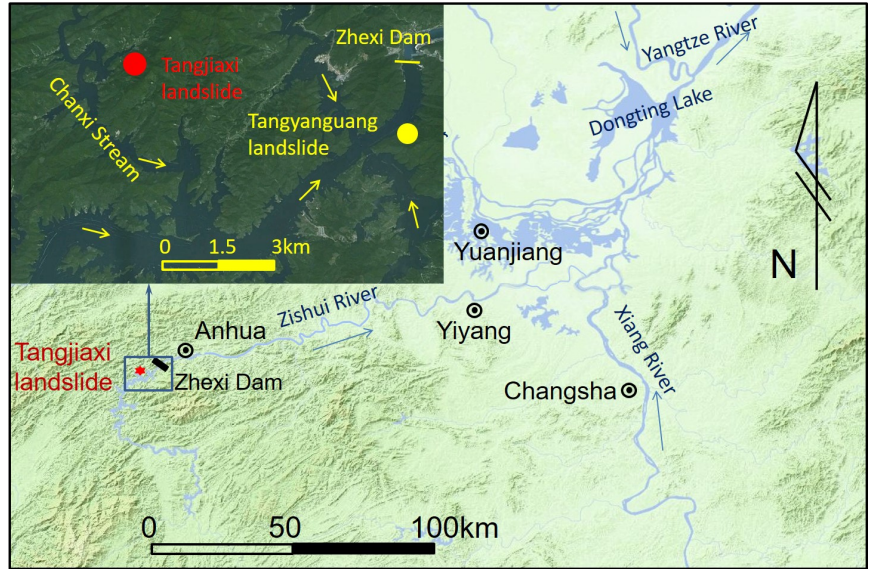 Zhexi Dam
Tangjiaxi
landslide
Chanxi Stream
Tangyanguang
landslide
0 1.5 3km
Yangtze River
Dongting Lake
N
Yuanjiang
Zishui River
Yiyang
Xiang River
Anhua
Tangjiaxi
landslide
Zhexi Dam
Changsha
0 50 100km